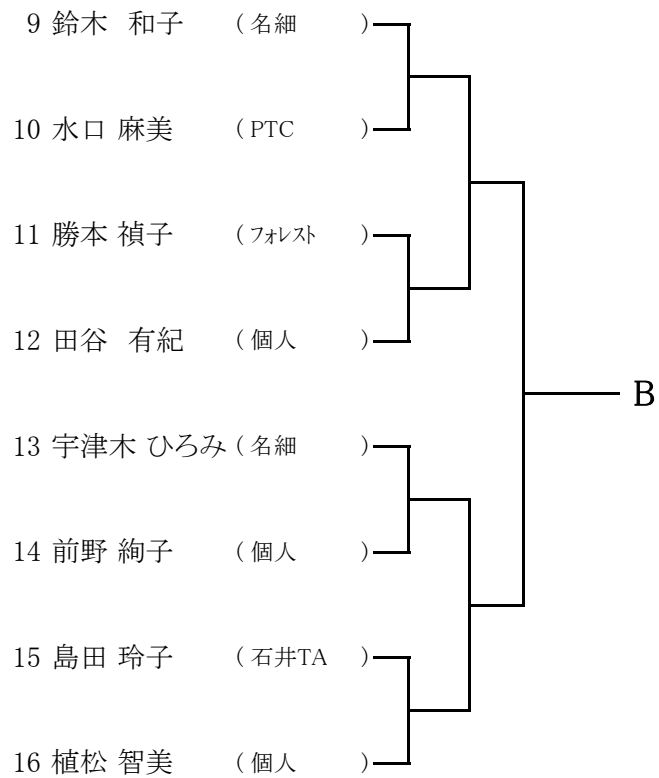 9 鈴木 和子 (名細 )
10 水口 麻美 (PTC )
11 勝本 禎子 (フォレスト )
12 田谷 有紀 (個人 )
B
13 宇津木 ひろみ (名細 )
14 前野 絢子 (個人 )
15 島田 玲子 (石井TA )
16 植松 智美 (個人 )